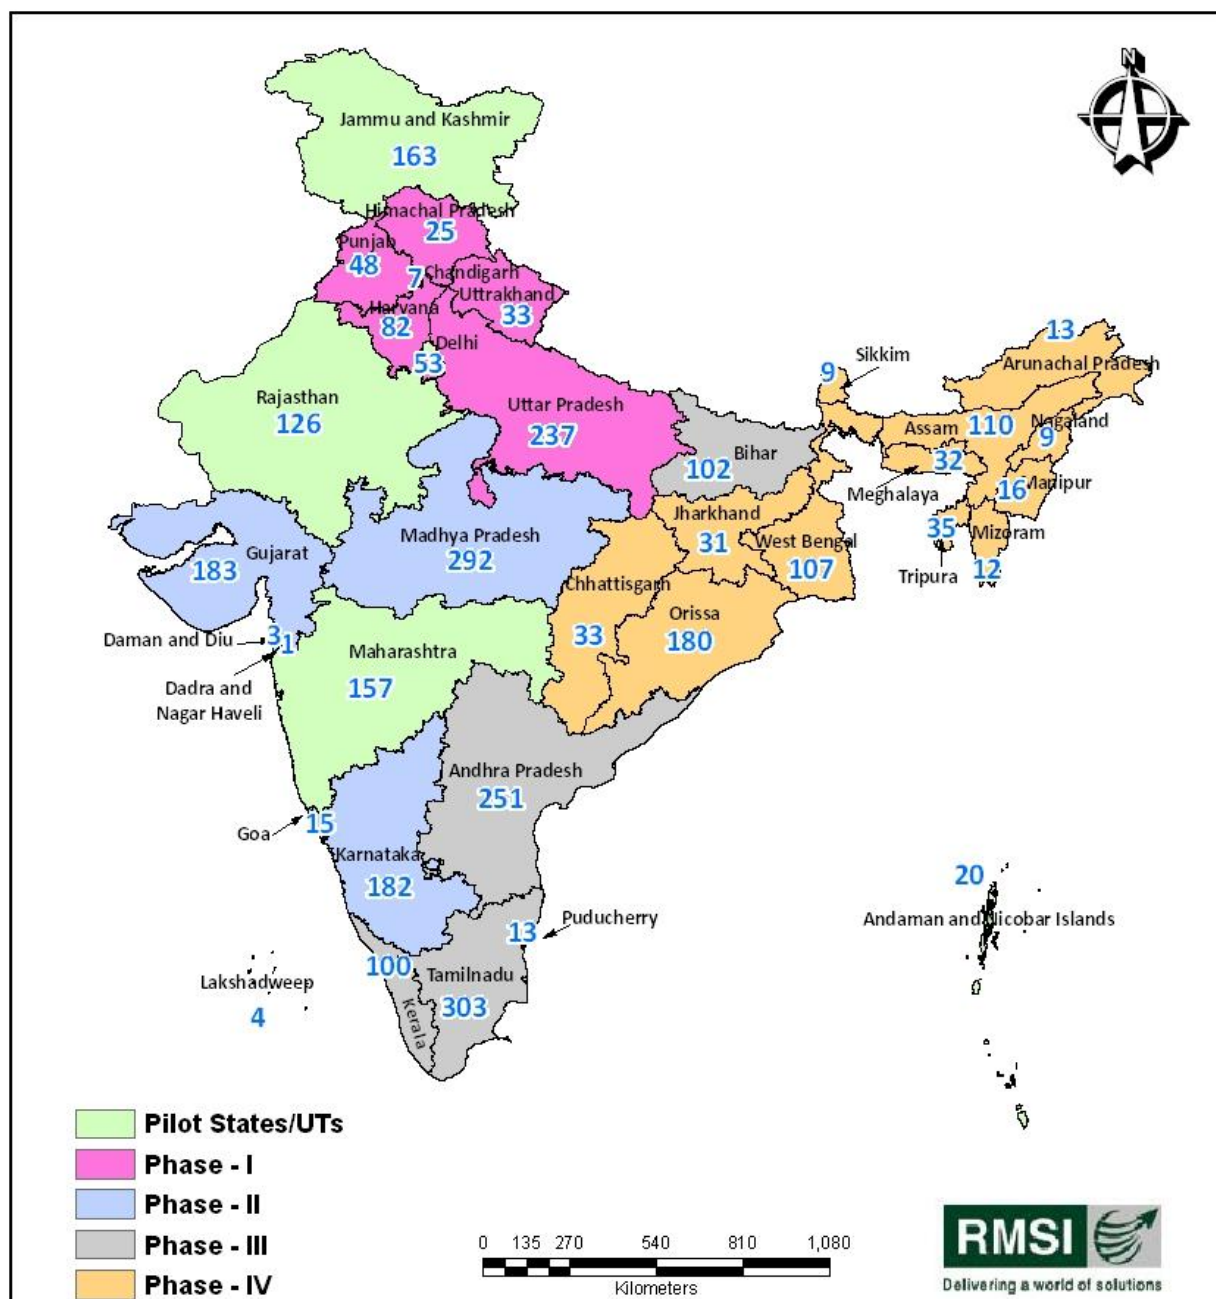 N
Jammu and Kashmir
163
Himachal Pradesh
25
Punjab
48
7
Chandigarh
Uttrakhand
33
Haryana
82
Delhi
53
13
Arunachal Pradesh
Sikkim
9
Rajasthan
126
Uttar Pradesh
237
Assam
110
Nagaland
9
Bihar
102
32
Meghalaya
16
Manipur
Jharkhand
31
West Bengal
107
35
Tripura
Mizoram
12
Gujarat
183
Madhya Pradesh
292
Chhattisgarh
33
Orissa
180
Daman and Diu
3
1
Dadra and
Nagar Haveli
Maharashtra
157
Andhra Pradesh
251
Goa
15
Karnataka
182
20
Andaman and Nicobar Islands
Puducherry
13
100
Kerala
Tamilnadu
303
Lakshadweep
4
Pilot States/UTs
Phase - I
Phase - II
Phase - III
Phase - IV
0 135 270 540 810 1,080
Kilometers
RMSI
Delivering a world of solutions